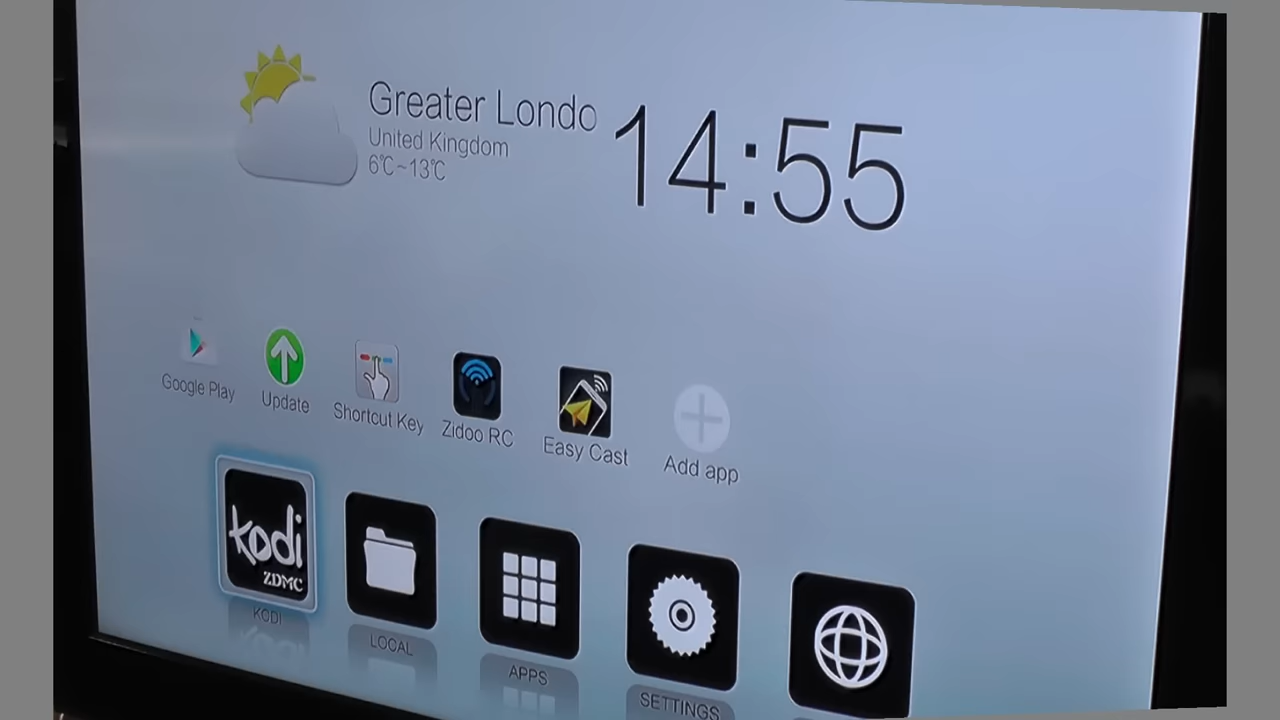 Greater Londo
United Kingdom
6℃~13℃
14:55
Google Play
Update
Shortcut Key
Zidoo RC
Easy Cast
Add app
kodi
ZDMC
KODI
LOCAL
APPS
SETTINGS